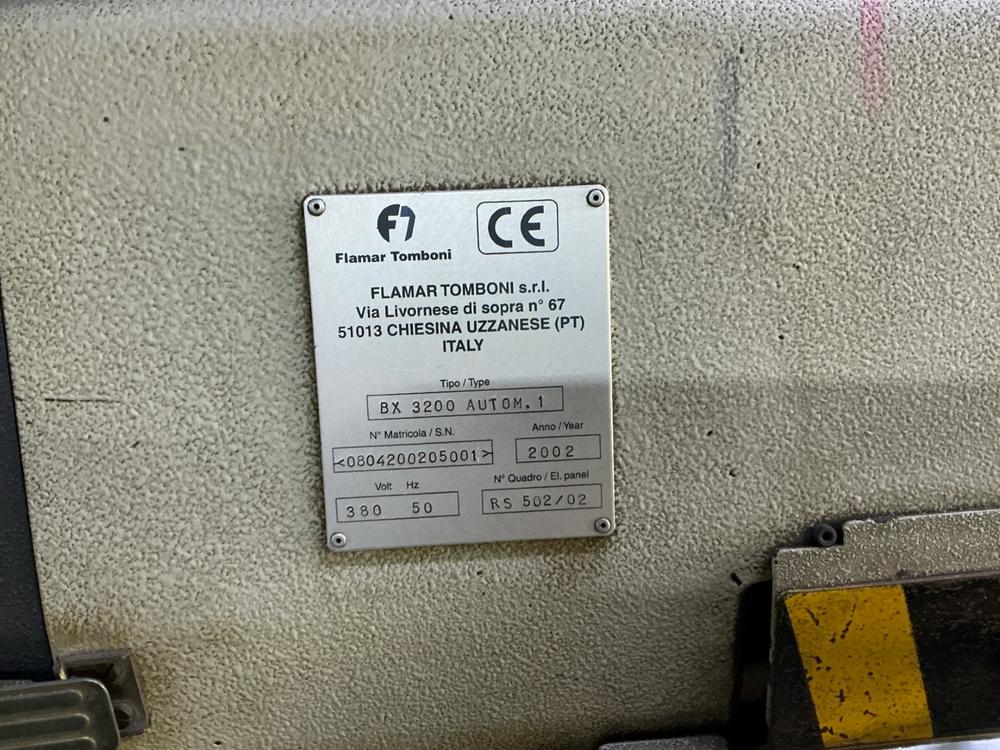 F7
CE
Flamar Tomboni
FLAMAR TOMBONI s.r.l.
Via Livornese di sopra n° 67
51013 CHIESINA UZZANESE (PT)
ITALY
Tipo / Type
BX 3200 AUTOM.1
N° Matricola / S.N.
Anno / Year
<0804200205001>
2002
Volt Hz
N° Quadro / El. panel
380 50
RS 502/02